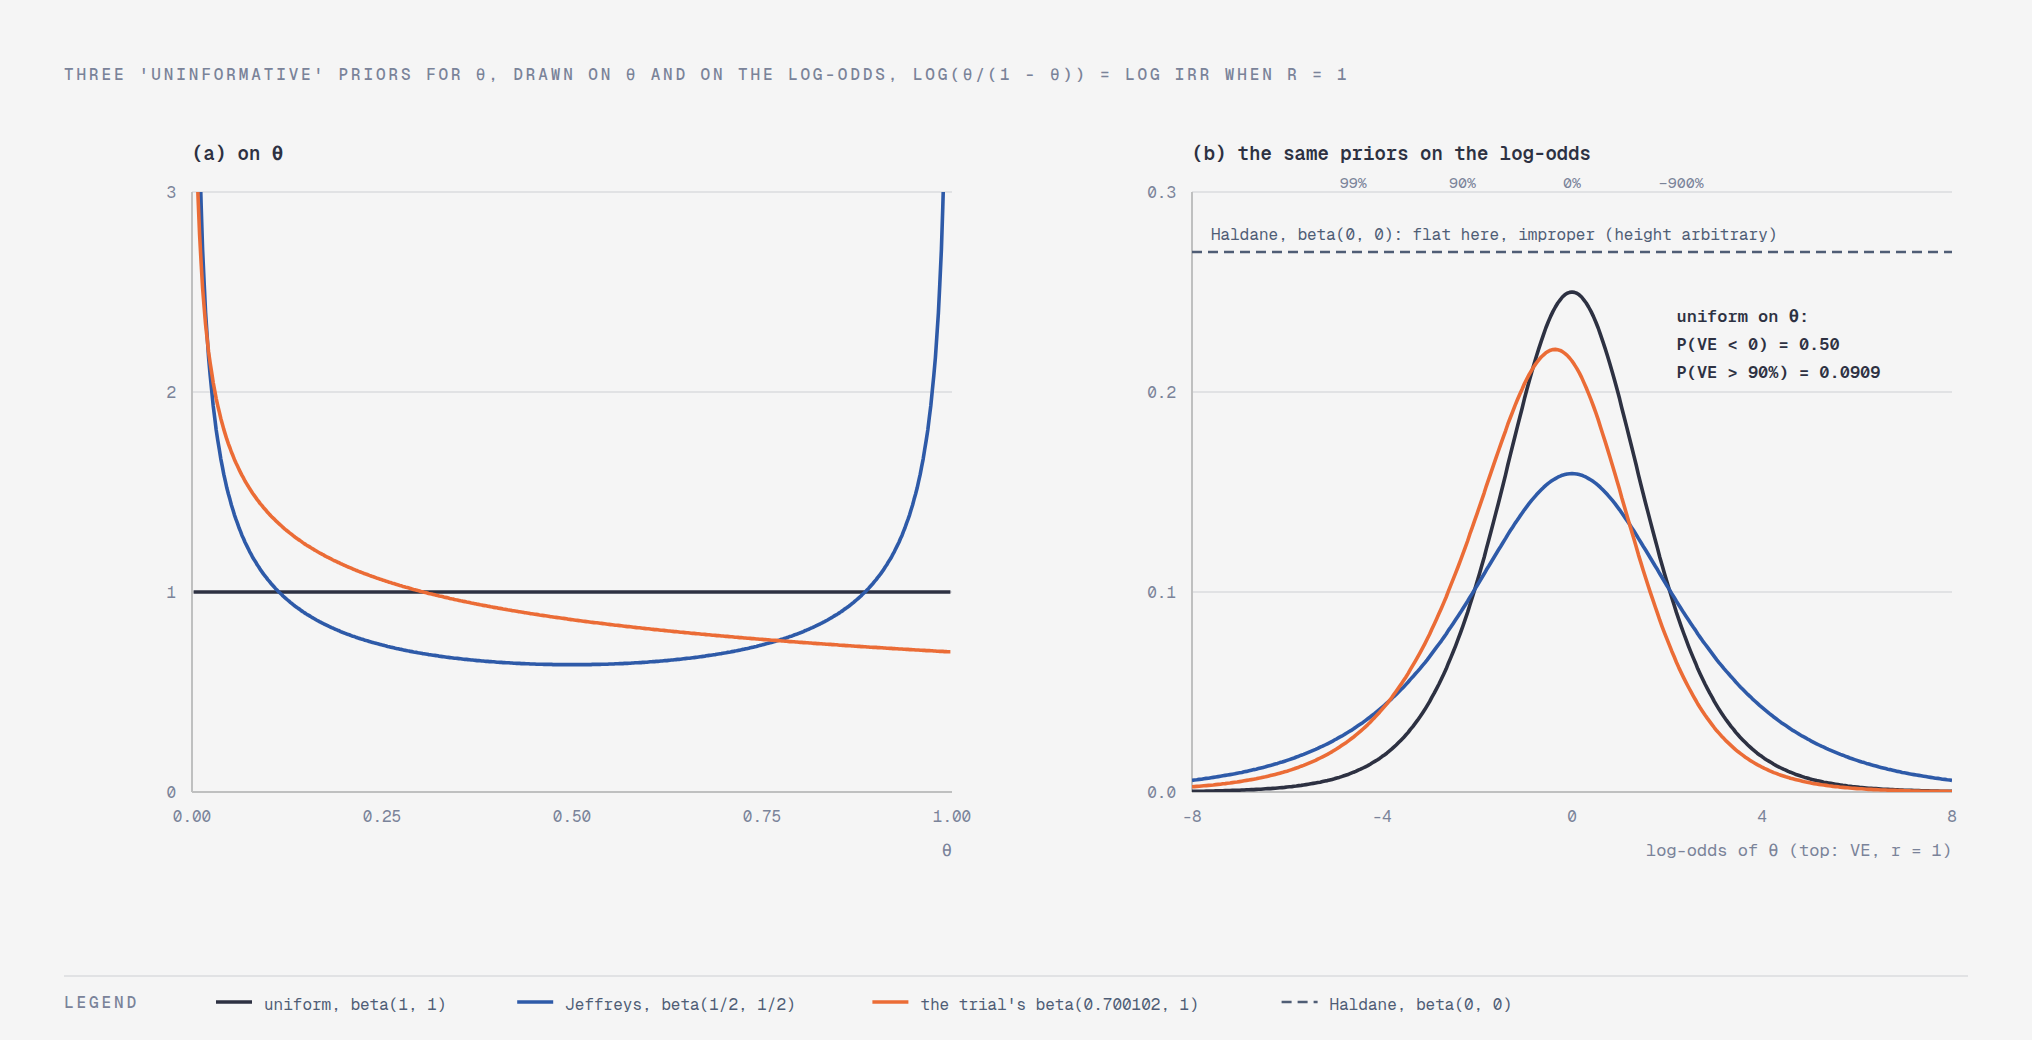 THREE 'UNINFORMATIVE' PRIORS FOR θ, DRAWN ON θ AND ON THE LOG-ODDS, LOG(θ/(1 - θ)) = LOG IRR WHEN R = 1
(a) on θ
3
2
1
0
0.00 0.25 0.50 0.75 1.00
θ
(b) the same priors on the log-odds
99% 90% 0% −900%
0.3
Haldane, beta(0, 0): flat here, improper (height arbitrary)
uniform on θ:
P(VE < 0) = 0.50
P(VE > 90%) = 0.0909
0.2
0.1
0.0
−8 −4 0 4 8
log-odds of θ (top: VE, r = 1)
LEGEND uniform, beta(1, 1) Jeffreys, beta(1/2, 1/2) the trial's beta(0.700102, 1) Haldane, beta(0, 0)